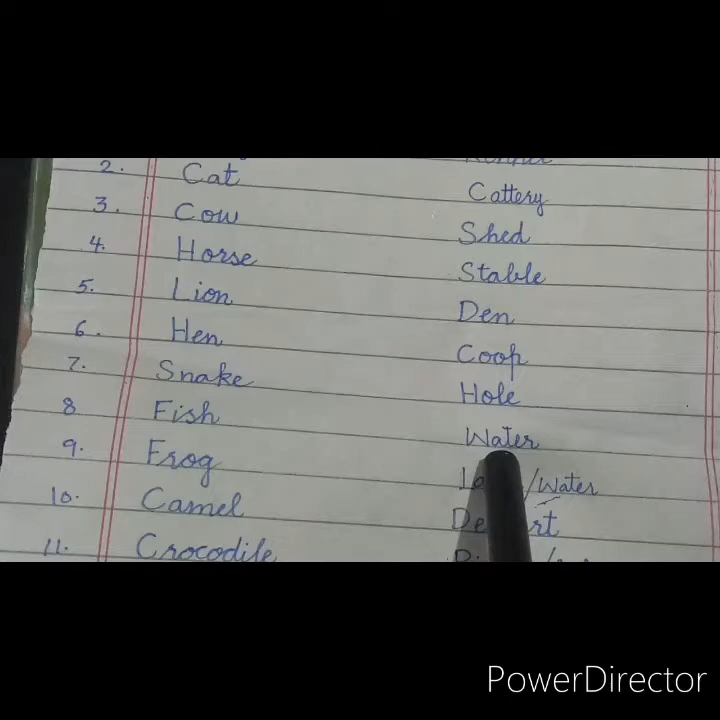 2. Cat Cattery
3. Cow Shed
4. Horse Stable
5. Lion Den
6. Hen Coop
7. Snake Hole
8 Fish Water
9. Frog /Water
10. Camel
11. Crocodile
PowerDirector